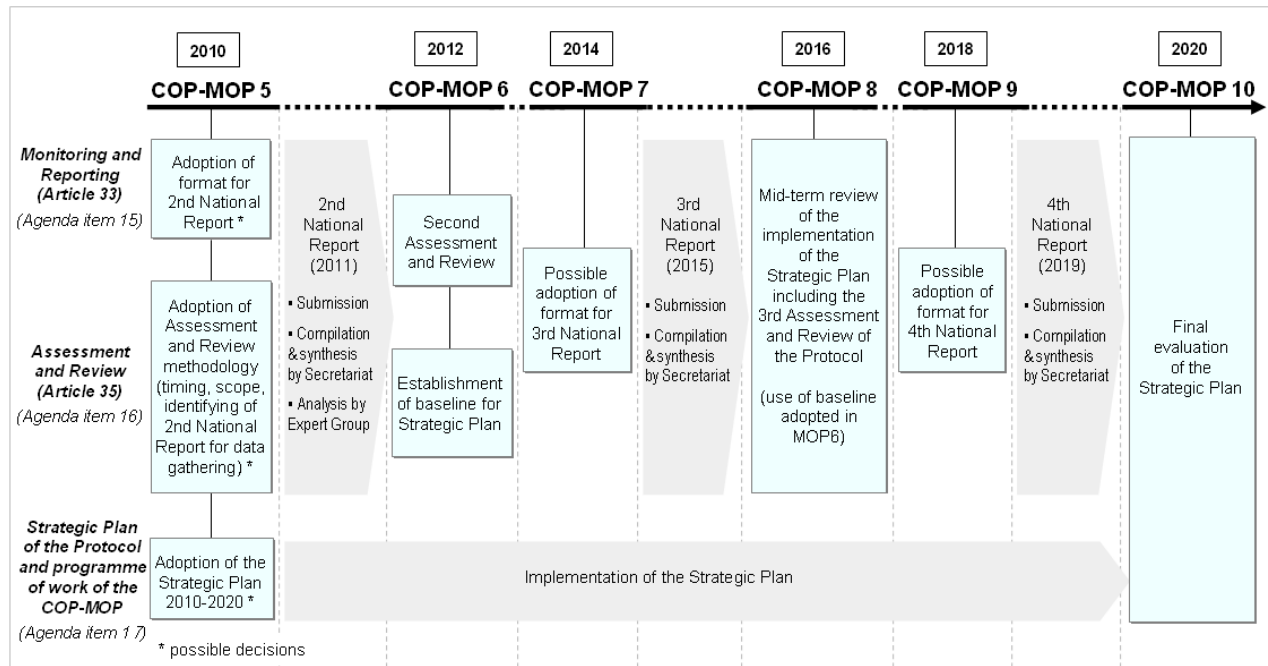 2010
2012
2014
2016
2018
2020
COP-MOP 5
COP-MOP 6
COP-MOP 7
COP-MOP 8
COP-MOP 9
COP-MOP 10
Monitoring and
Reporting
(Article 33)
(Agenda item 15)
Adoption of
format for
2nd National
Report *
2nd
National
Report
(2011)
▪ Submission
▪ Compilation
& synthesis
by Secretariat
▪ Analysis by
Expert Group
Second
Assessment
and Review
Establishment
of baseline for
Strategic Plan
Possible
adoption of
format for
3rd National
Report
3rd
National
Report
(2015)
▪ Submission
▪ Compilation
& synthesis
by Secretariat
Mid-term review
of the
implementation
of the
Strategic Plan
including the
3rd Assessment
and Review of
the Protocol
(use of baseline
adopted in
MOP6)
Possible
adoption of
format for
4th National
Report
4th
National
Report
(2019)
▪ Submission
▪ Compilation
& synthesis
by Secretariat
Final
evaluation
of the
Strategic Plan
Assessment
and Review
(Article 35)
(Agenda item 16)
Adoption of
Assessment
and Review
methodology
(timing, scope,
identifying of
2nd National
Report for data
gathering) *
Strategic Plan
of the Protocol
and programme
of work of the
COP-MOP
(Agenda item 17)
Adoption of the
Strategic Plan
2010-2020 *
Implementation of the Strategic Plan
* possible decisions